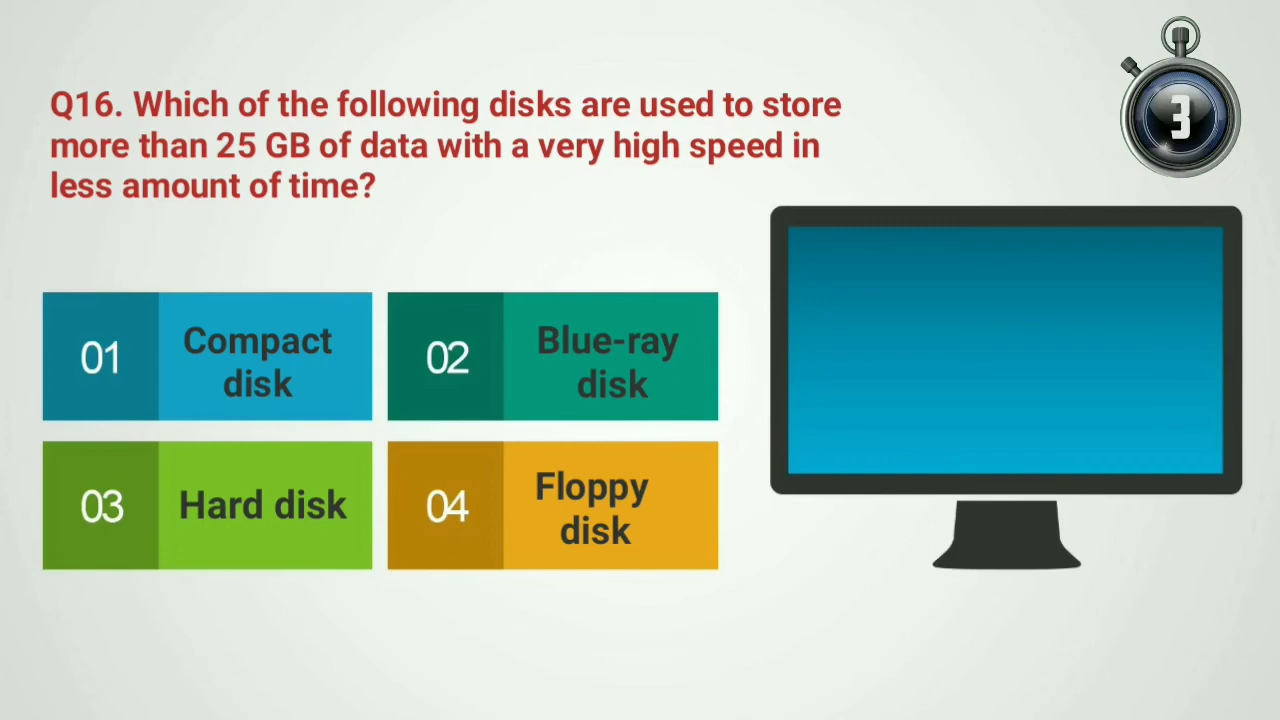 Q16. Which of the following disks are used to store
more than 25 GB of data with a very high speed in
less amount of time?
3
01
Compact
disk
02
Blue-ray
disk
03
Hard disk
04
Floppy
disk